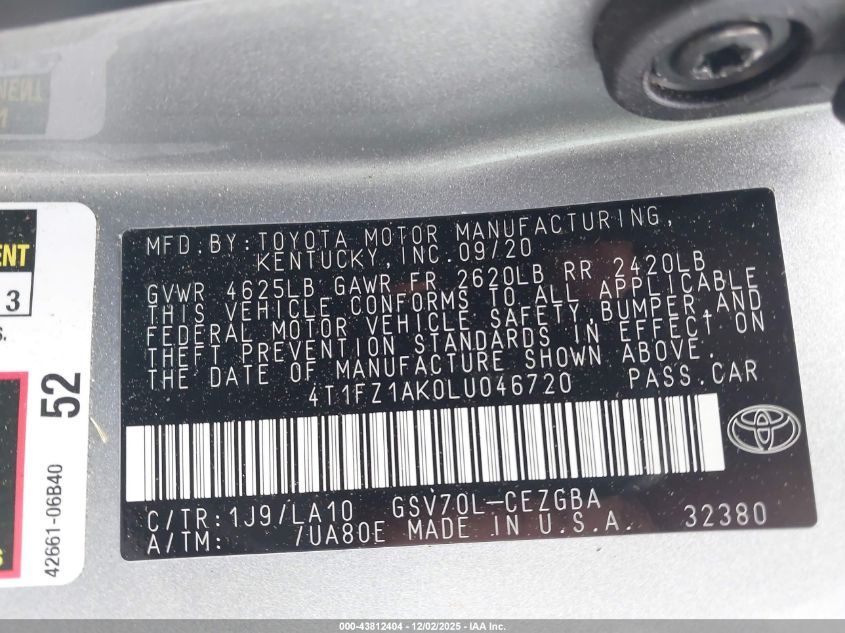 MFD.BY:TOYOTA MOTOR MANUFACTURING,
KENTUCKY,INC.09/20
GVWR 4625LB GAWR FR 2620LB RR 2420LB
THIS VEHICLE CONFORMS TO ALL APPLICABLE
FEDERAL MOTOR VEHICLE SAFETY,BUMPER,AND
THEFT PREVENTION STANDARDS IN EFFECT ON
THE DATE OF MANUFACTURE SHOWN ABOVE.
4T1FZ1AK0LU046720 PASS.CAR
C/TR:1J9/LA10 GSV70L-CEZGBA
A/TM: 7UA80E MADE IN U.S.A. 32380
3
52
42661-06B40
000-43812404 - 12/02/2025 - IAA Inc.